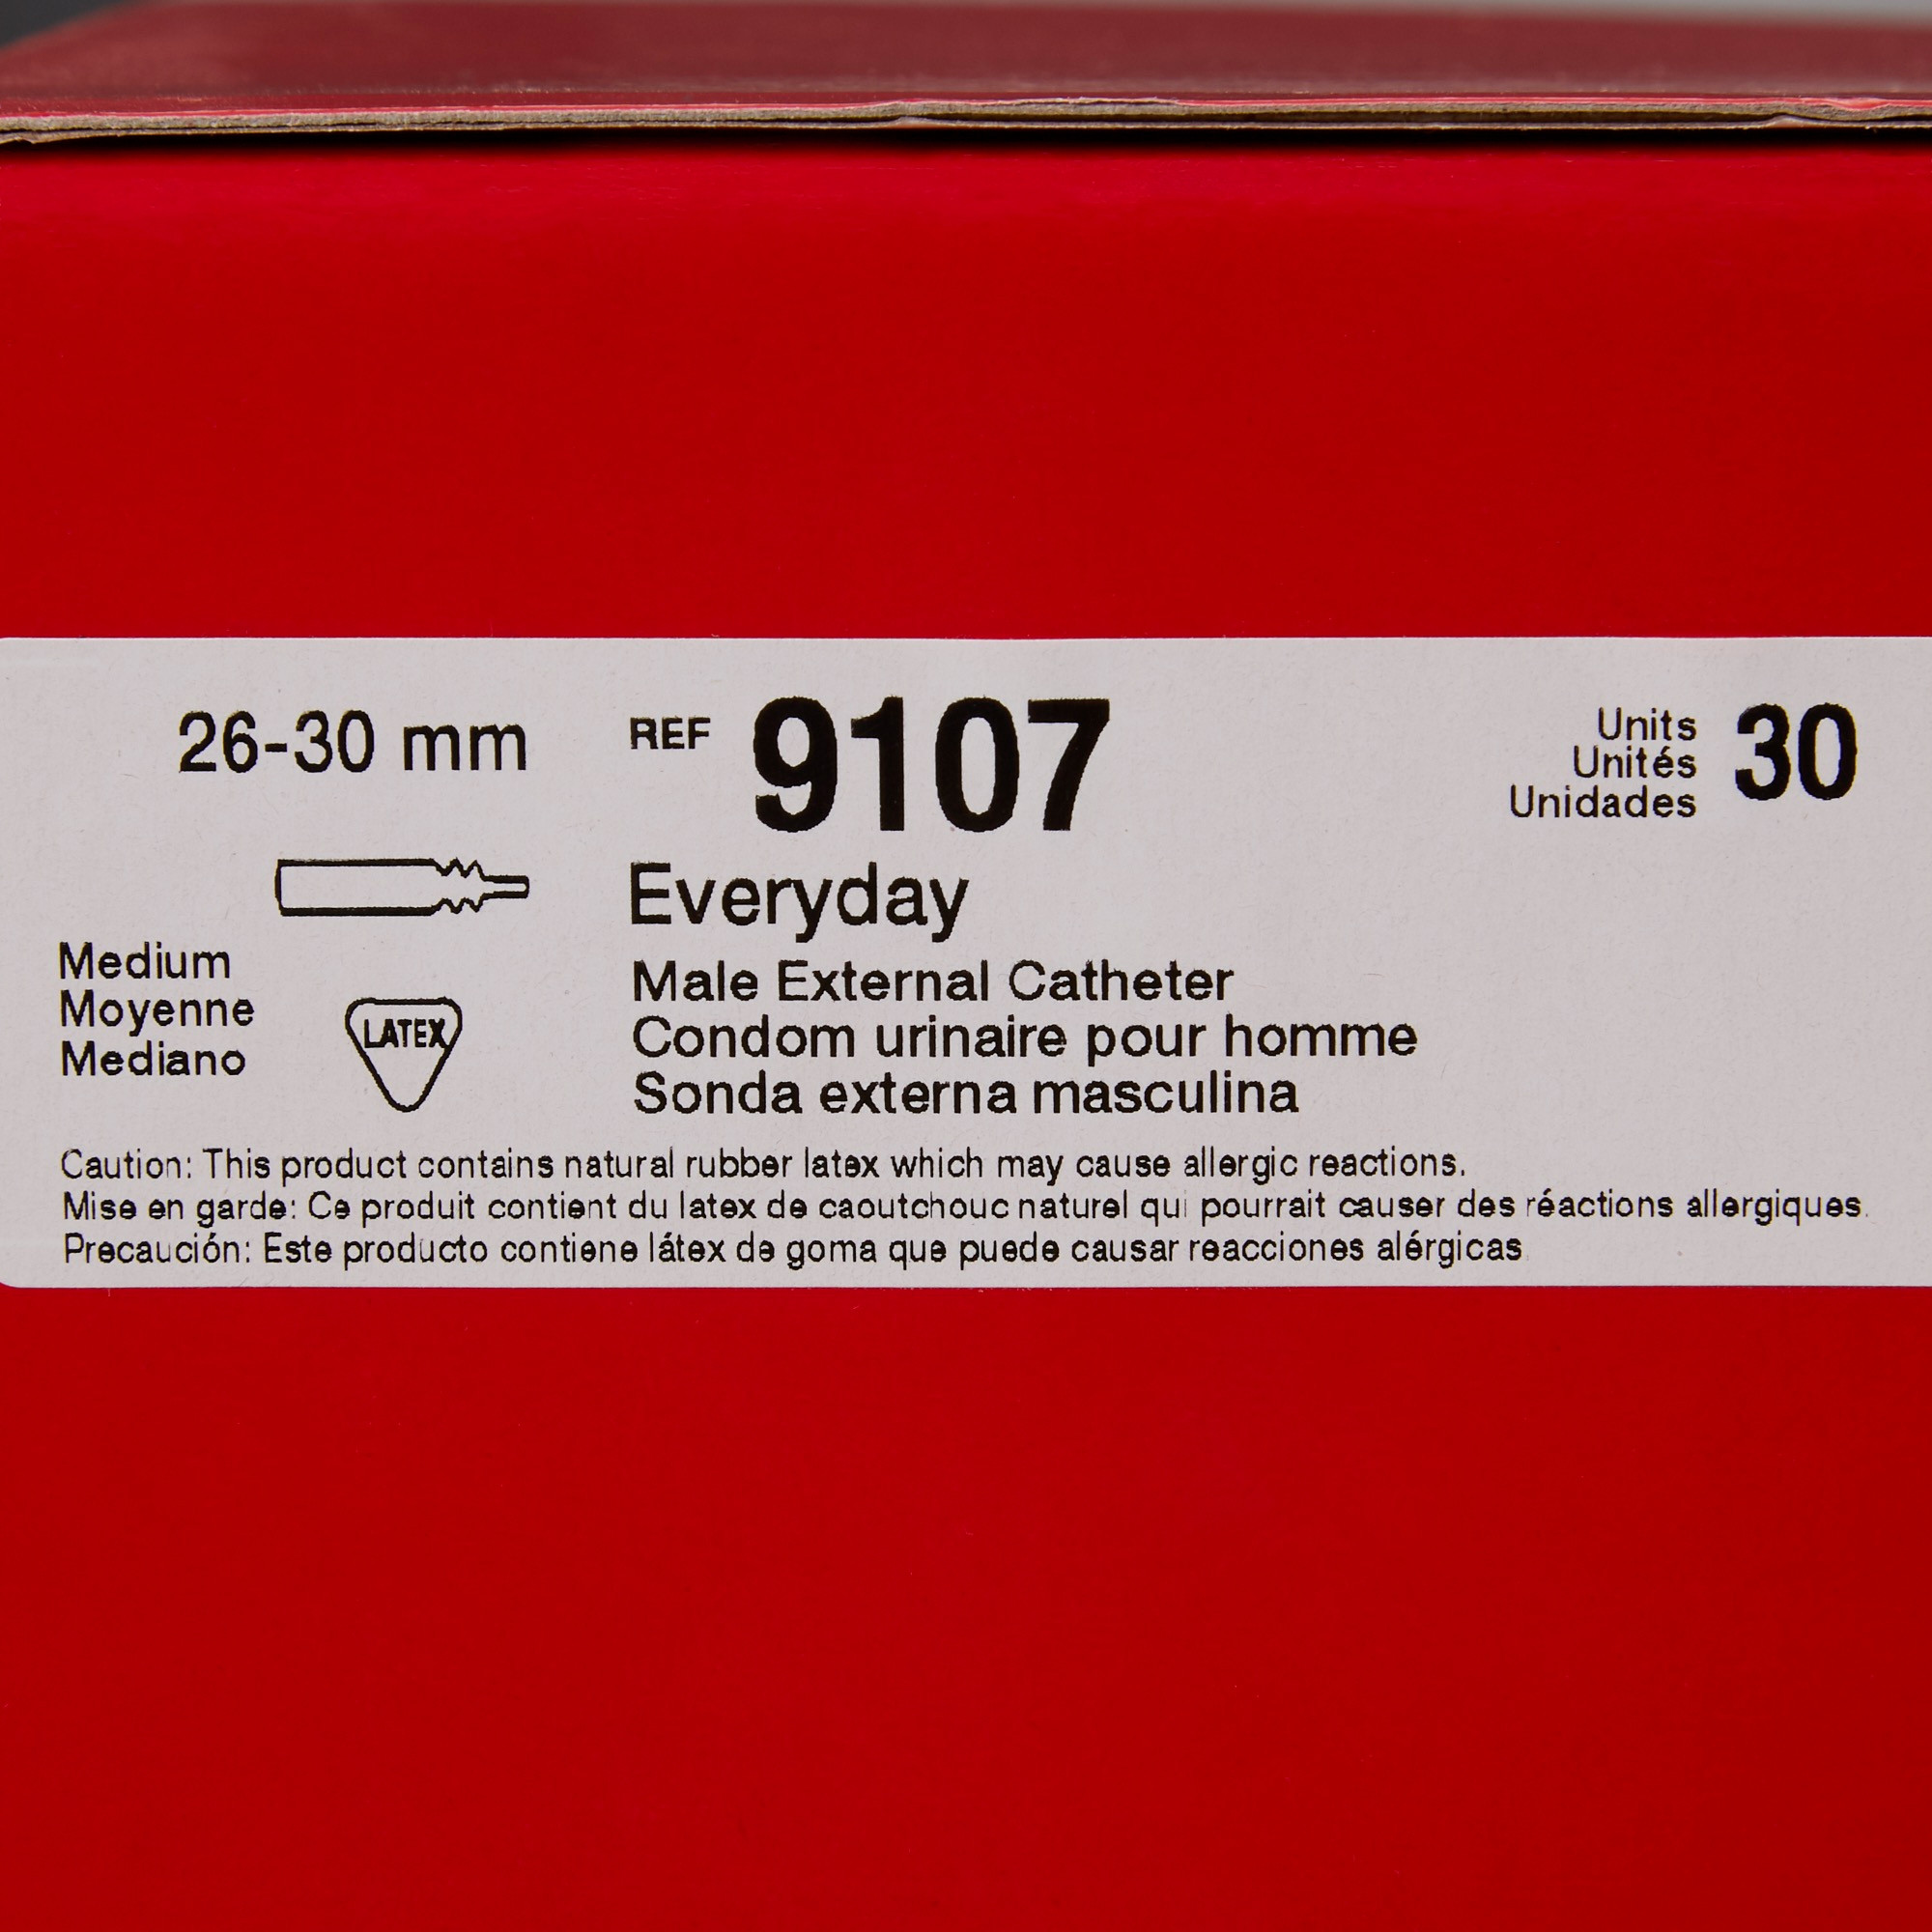 26-30 mm
REF 9107
Units
Unités
Unidades
30
Everyday
Medium
Moyenne
Mediano
LATEX
Male External Catheter
Condom urinaire pour homme
Sonda externa masculina
Caution: This product contains natural rubber latex which may cause allergic reactions.
Mise en garde: Ce produit contient du latex de caoutchouc naturel qui pourrait causer des réactions allergiques.
Precaución: Este producto contiene látex de goma que puede causar reacciones alérgicas